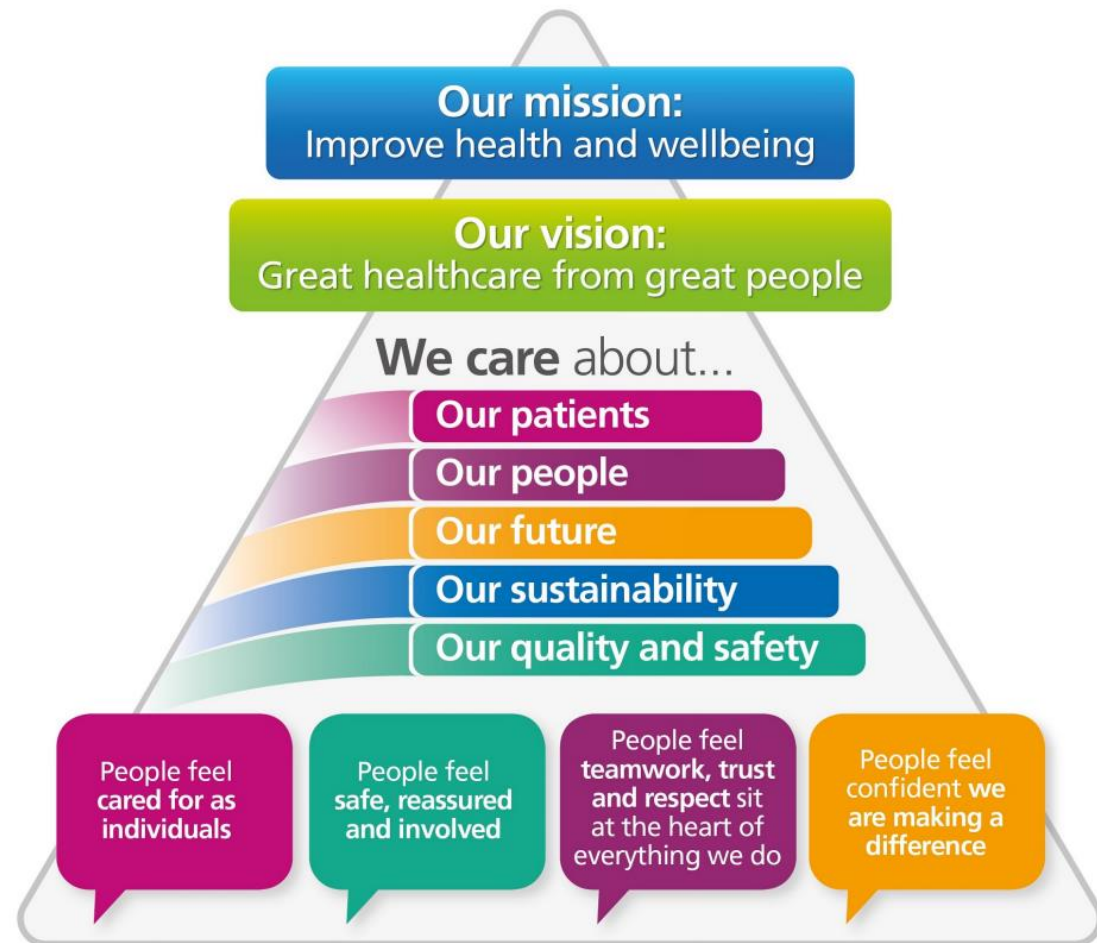 Our mission:
Improve health and wellbeing
Our vision:
Great healthcare from great people
We care about...
Our patients
Our people
Our future
Our sustainability
Our quality and safety
People feel
cared for as
individuals
People feel
safe, reassured
and involved
People feel
teamwork, trust
and respect sit
at the heart of
everything we do
People feel
confident we
are making a
difference